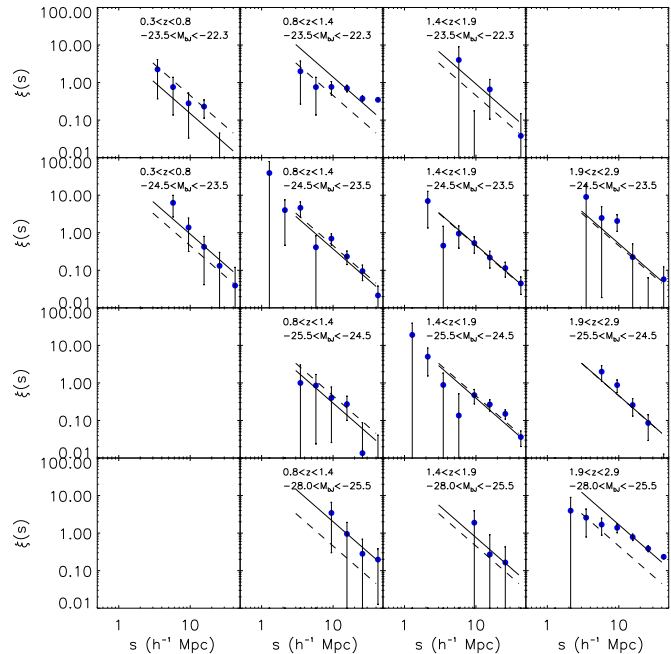 0.3<z<0.8
-23.5<M_bJ<-22.3
0.8<z<1.4
-23.5<M_bJ<-22.3
1.4<z<1.9
-23.5<M_bJ<-22.3
100.00
10.00
1.00
0.10
0.01
ξ(s)
0.3<z<0.8
-24.5<M_bJ<-23.5
0.8<z<1.4
-24.5<M_bJ<-23.5
1.4<z<1.9
-24.5<M_bJ<-23.5
1.9<z<2.9
-24.5<M_bJ<-23.5
100.00
10.00
1.00
0.10
0.01
ξ(s)
0.8<z<1.4
-25.5<M_bJ<-24.5
1.4<z<1.9
-25.5<M_bJ<-24.5
1.9<z<2.9
-25.5<M_bJ<-24.5
100.00
10.00
1.00
0.10
0.01
ξ(s)
0.8<z<1.4
-28.0<M_bJ<-25.5
1.4<z<1.9
-28.0<M_bJ<-25.5
1.9<z<2.9
-28.0<M_bJ<-25.5
100.00
10.00
1.00
0.10
0.01
ξ(s)
1 10 1 10 1 10 1 10
s (h⁻¹ Mpc) s (h⁻¹ Mpc) s (h⁻¹ Mpc) s (h⁻¹ Mpc)